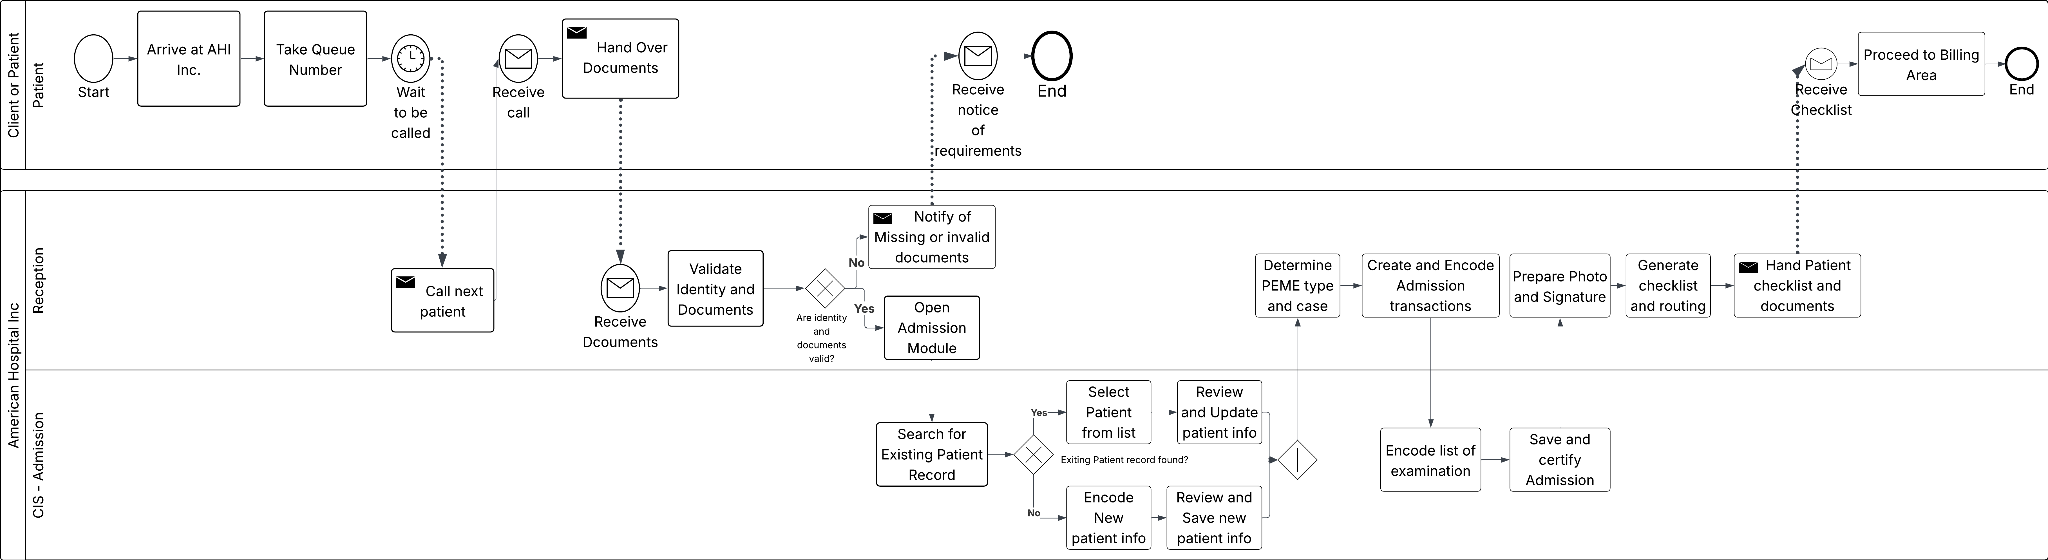 Client or Patient
Patient
Start
Arrive at AHI
Inc.
Take Queue
Number
Wait
to be
called
Receive
call
Hand Over
Documents
Receive
notice
of
requirements
End
Receive
Checklist
Proceed to Billing
Area
End
American Hospital Inc
Reception
Call next
patient
Receive
Dcouments
Validate
Identity and
Documents
Are identity
and
documents
valid?
No
Yes
Notify of
Missing or invalid
documents
Open
Admission
Module
Determine
PEME type
and case
Create and Encode
Admission
transactions
Prepare Photo
and Signature
Generate
checklist
and routing
Hand Patient
checklist and
documents
CIS - Admission
Search for
Existing Patient
Record
Yes
No
Exiting Patient record found?
Select
Patient
from list
Review
and Update
patient info
Encode
New
patient info
Review and
Save new
patient info
Encode list of
examination
Save and
certify
Admission